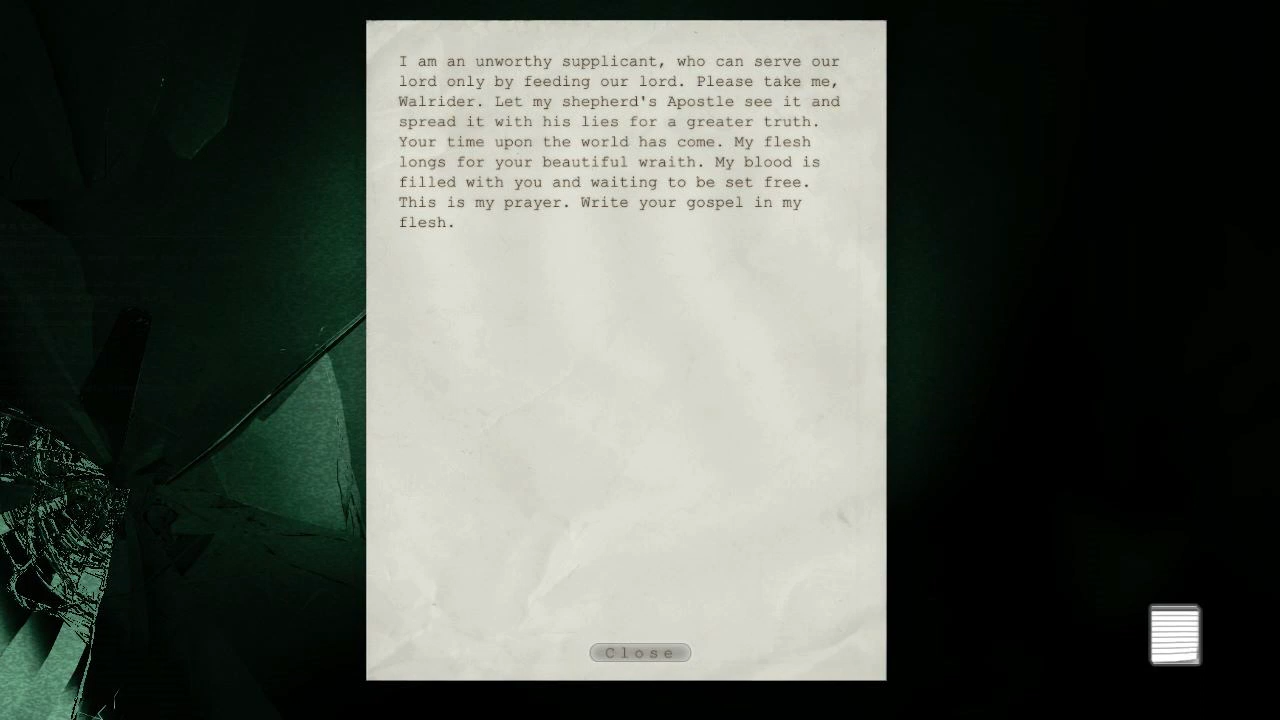 I am an unworthy supplicant, who can serve our
lord only by feeding our lord. Please take me,
Walrider. Let my shepherd's Apostle see it and
spread it with his lies for a greater truth.
Your time upon the world has come. My flesh
longs for your beautiful wraith. My blood is
filled with you and waiting to be set free.
This is my prayer. Write your gospel in my
flesh.
Close